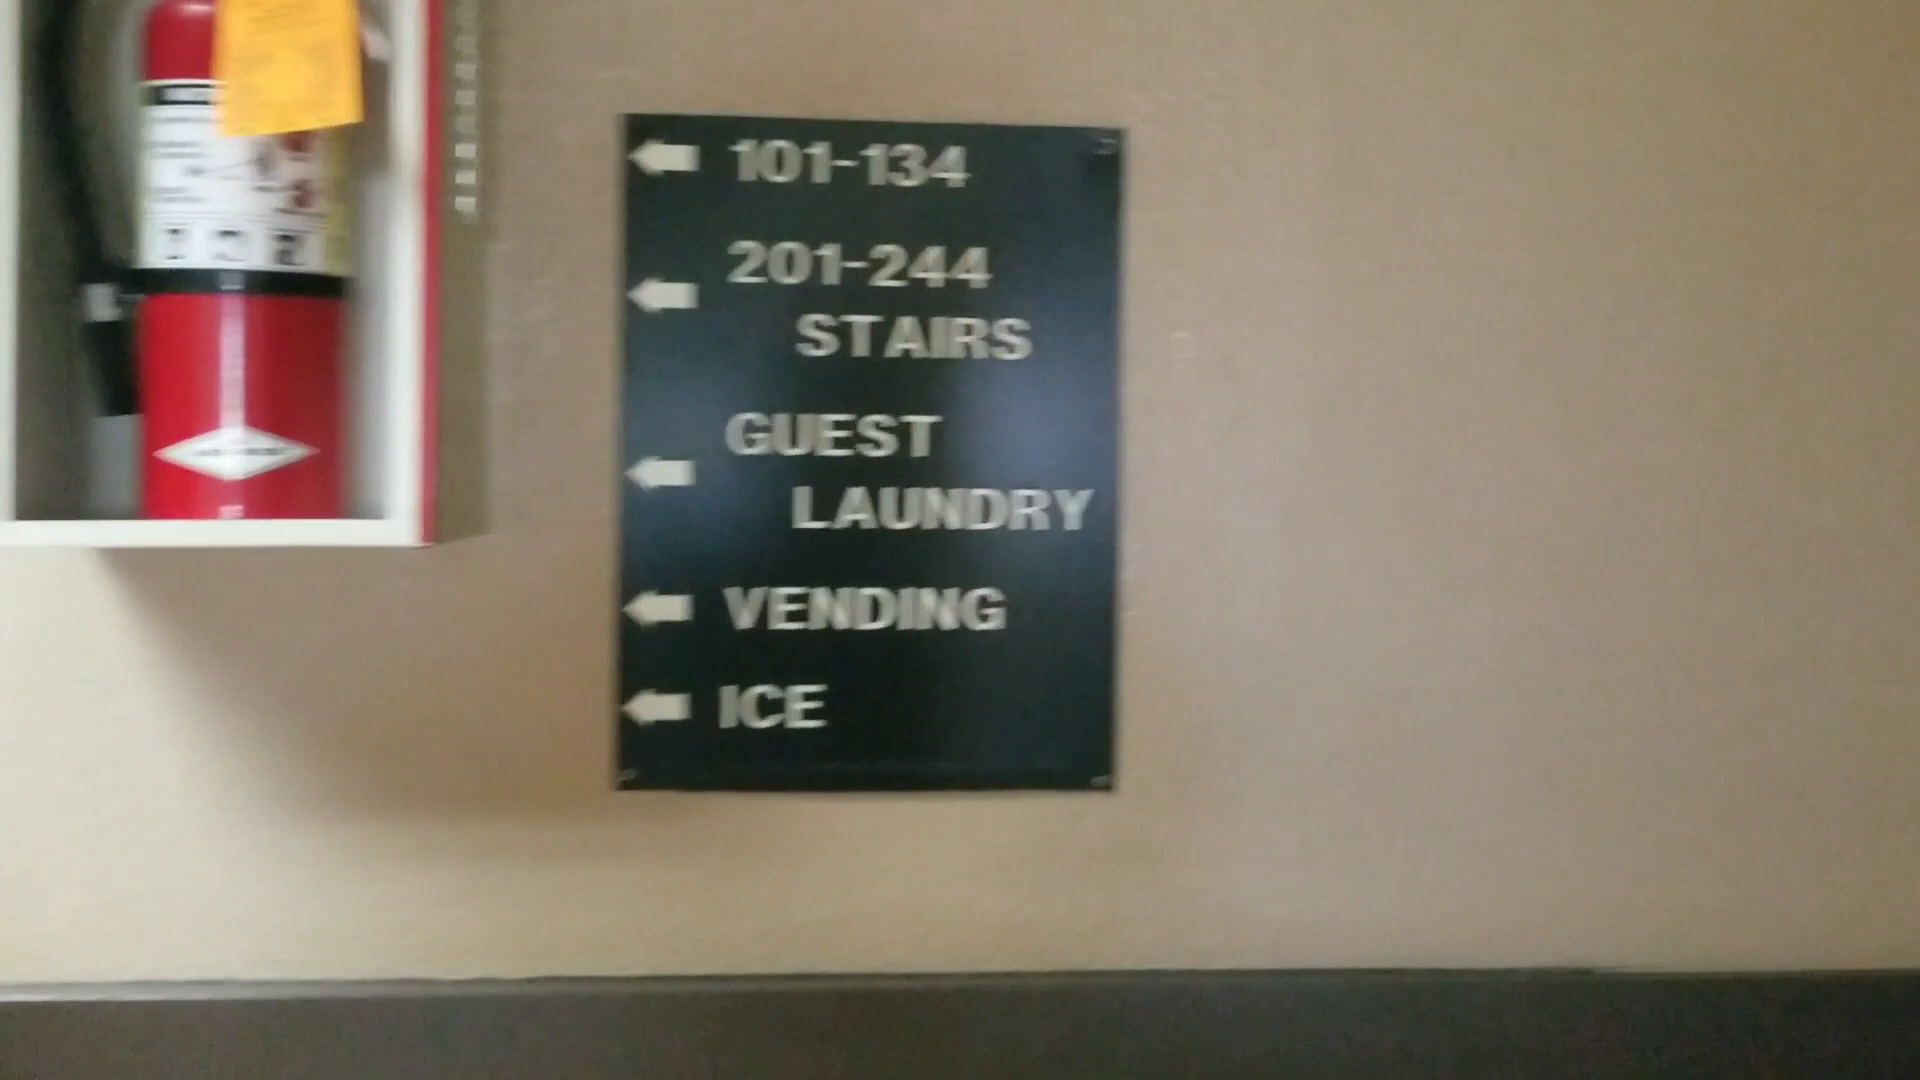 101-134
201-244
STAIRS
GUEST
LAUNDRY
VENDING
ICE